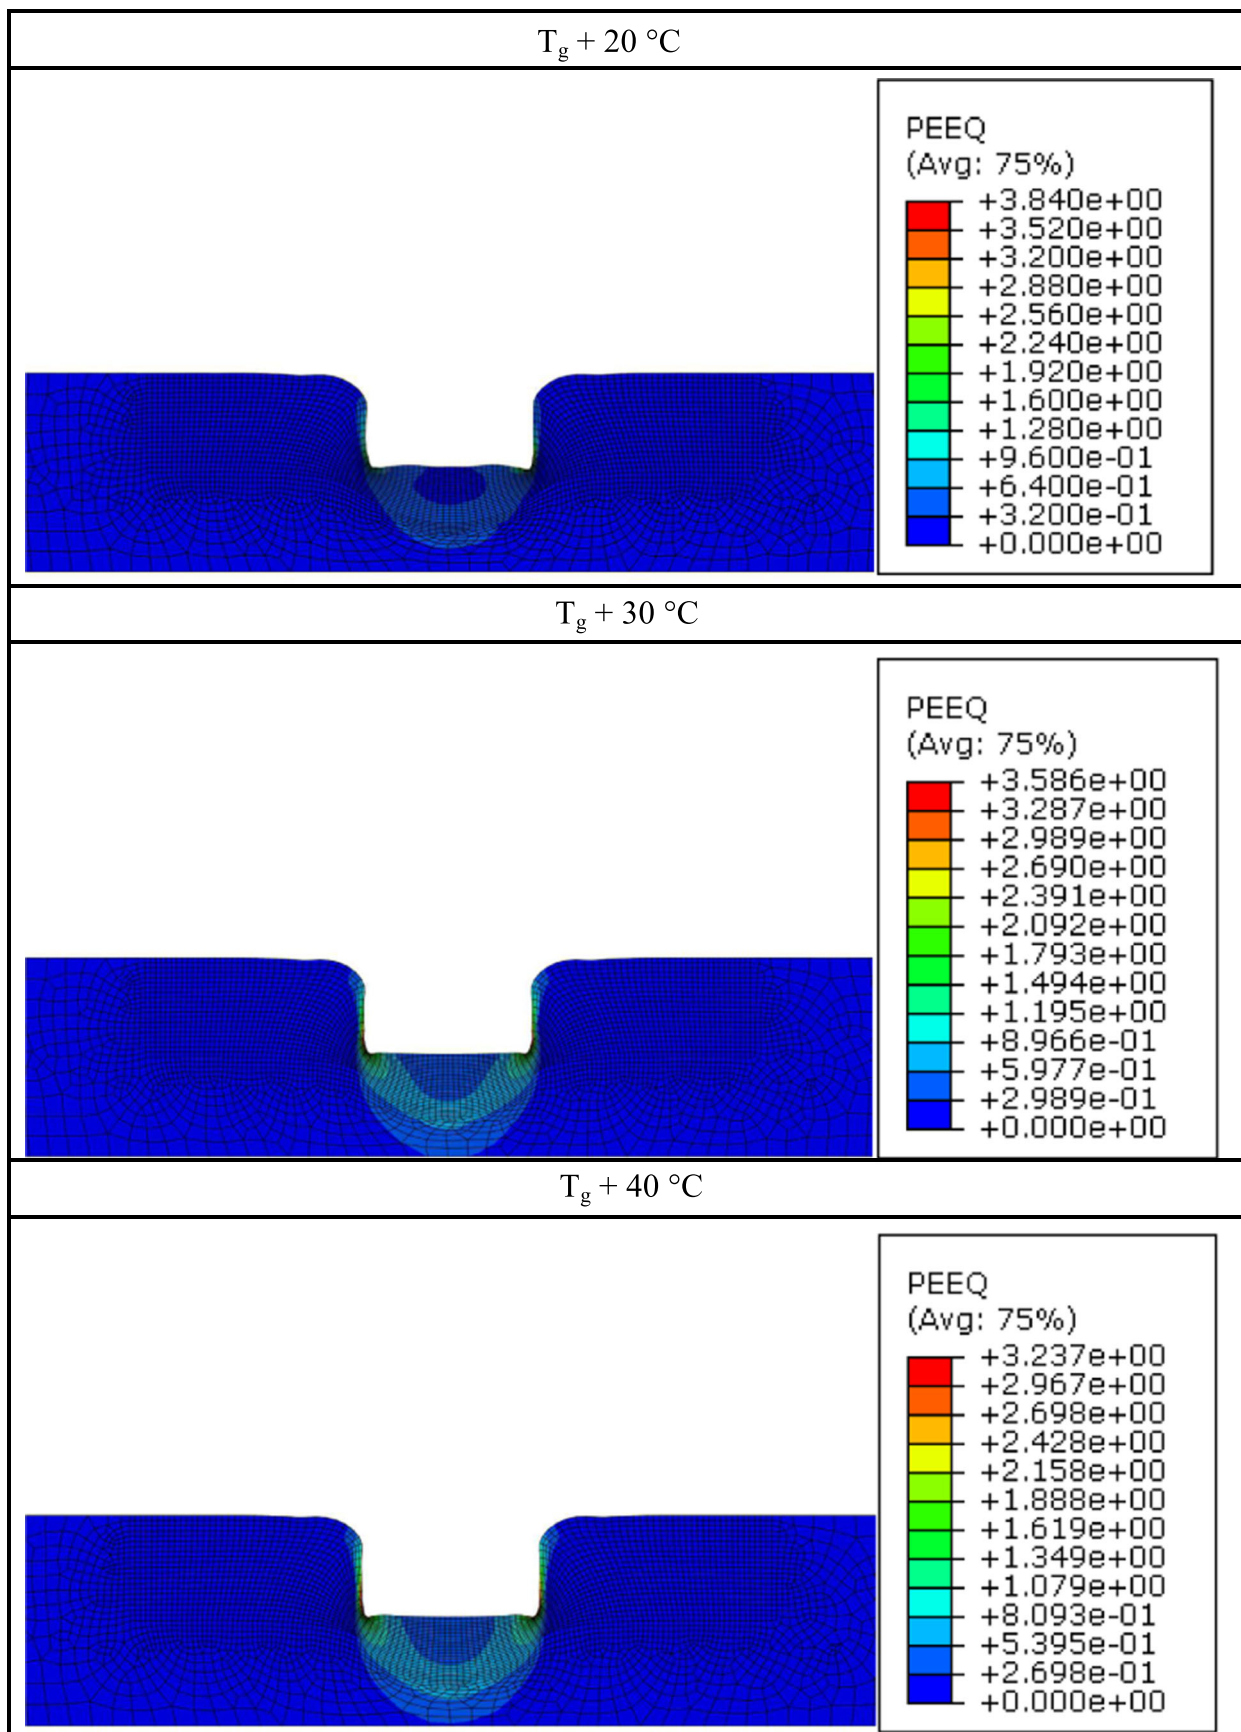 Tg + 20 °C
PEEQ
(Avg: 75%)
+3.840e+00
+3.520e+00
+3.200e+00
+2.880e+00
+2.560e+00
+2.240e+00
+1.920e+00
+1.600e+00
+1.280e+00
+9.600e-01
+6.400e-01
+3.200e-01
+0.000e+00
Tg + 30 °C
PEEQ
(Avg: 75%)
+3.586e+00
+3.287e+00
+2.989e+00
+2.690e+00
+2.391e+00
+2.092e+00
+1.793e+00
+1.494e+00
+1.195e+00
+8.966e-01
+5.977e-01
+2.989e-01
+0.000e+00
Tg + 40 °C
PEEQ
(Avg: 75%)
+3.237e+00
+2.967e+00
+2.698e+00
+2.428e+00
+2.158e+00
+1.888e+00
+1.619e+00
+1.349e+00
+1.079e+00
+8.093e-01
+5.395e-01
+2.698e-01
+0.000e+00